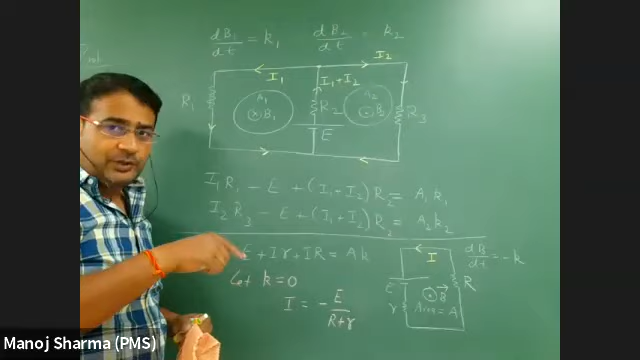 dB₁/dt = k₁   dB₂/dt = k₂
I₂
I₁   I₁+I₂
R₁   A₁   R₂   A₂   R₃
⊗B₁
E
I₁R₁ − E + (I₁+I₂)R₂ = A₁k₁
I₂R₃ − E + (I₁+I₂)R₂ = A₂k₂
E + Ir + IR = Ak
I   dB/dt = −k
Let k=0
E   R
⊙B⃗
I = − E/(R+r)
r   Area = A
Manoj Sharma (PMS)